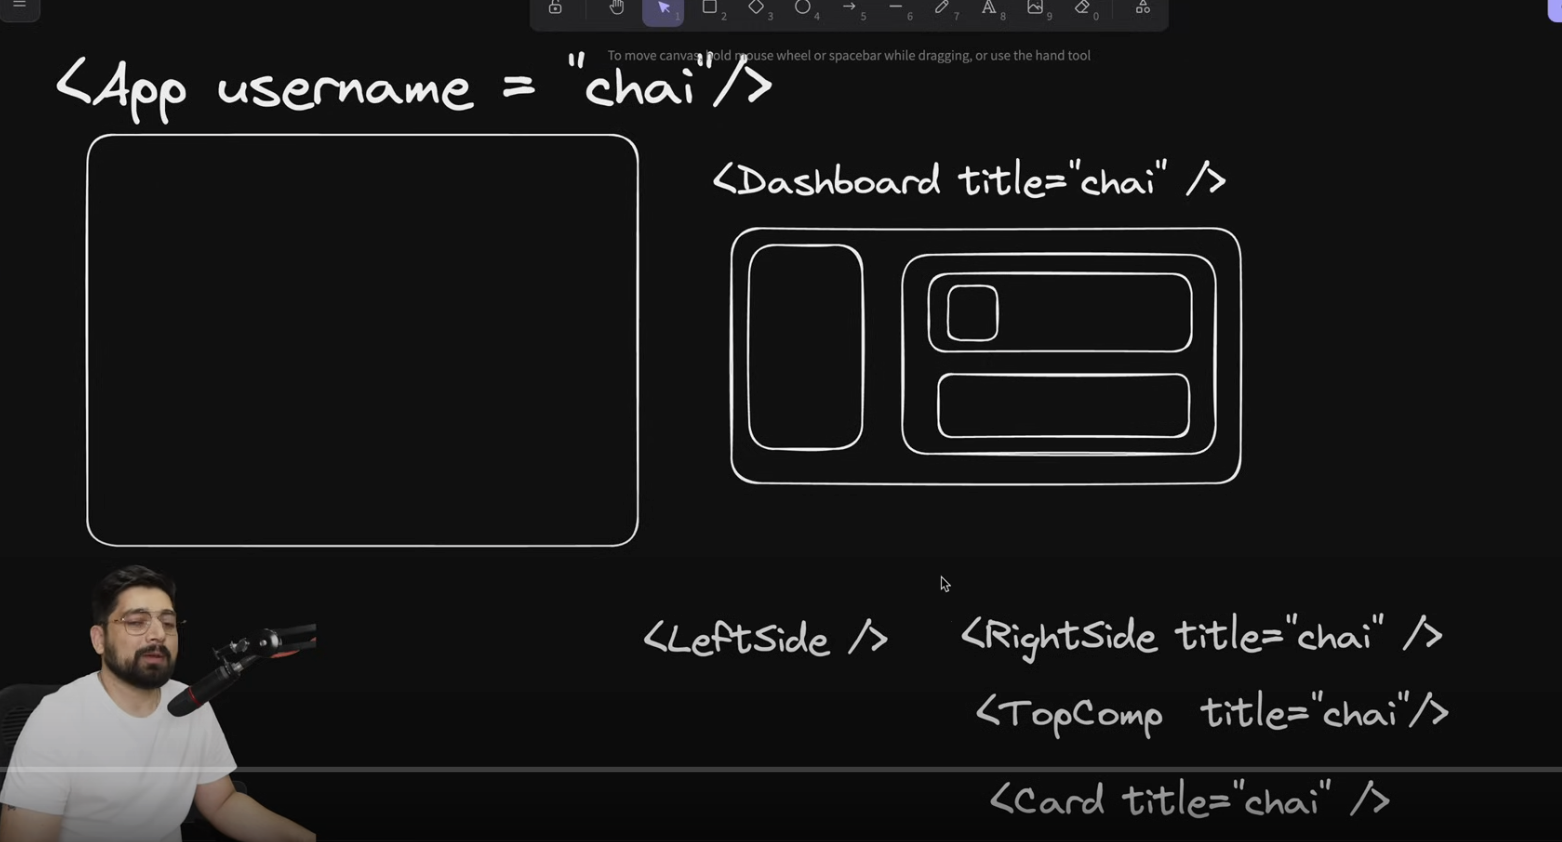 1
2
3
4
5
6
7
8
9
0
To move canvas, hold mouse wheel or spacebar while dragging, or use the hand tool
<App username = "chai"/>
<Dashboard title="chai" />
<LeftSide />
<RightSide title="chai" />
<TopComp title="chai"/>
<Card title="chai" />